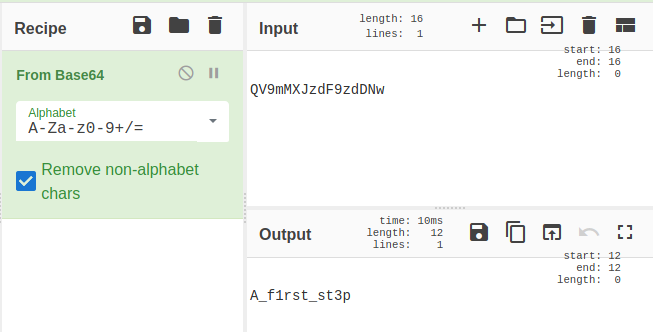 Recipe
From Base64
Alphabet
A-Za-z0-9+/=
Remove non-alphabet
chars
Input
length: 16
lines: 1
start: 16
end: 16
length: 0
QV9mMXJzdF9zdDNw
Output
time: 10ms
length: 12
lines: 1
start: 12
end: 12
length: 0
A_f1rst_st3p